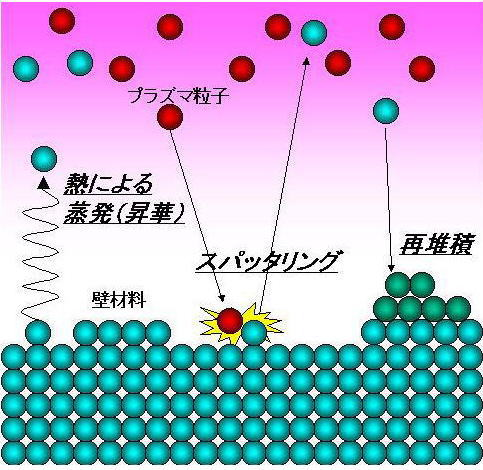 プラズマ粒子
熱による
蒸発(昇華)
スパッタリング
再堆積
壁材料